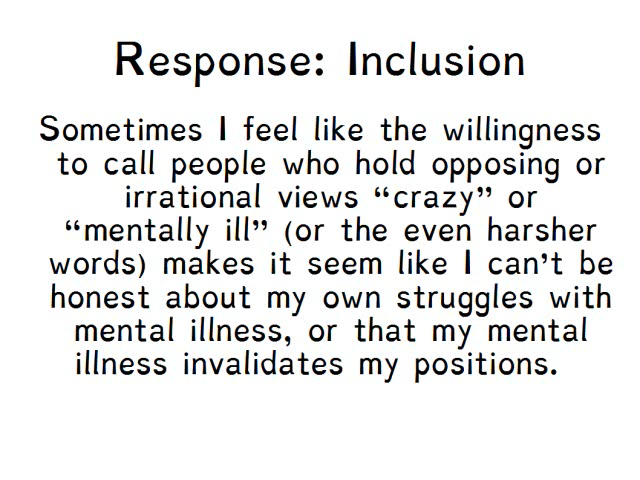 Response: Inclusion
Sometimes I feel like the willingness
to call people who hold opposing or
irrational views “crazy” or
“mentally ill” (or the even harsher
words) makes it seem like I can’t be
honest about my own struggles with
mental illness, or that my mental
illness invalidates my positions.